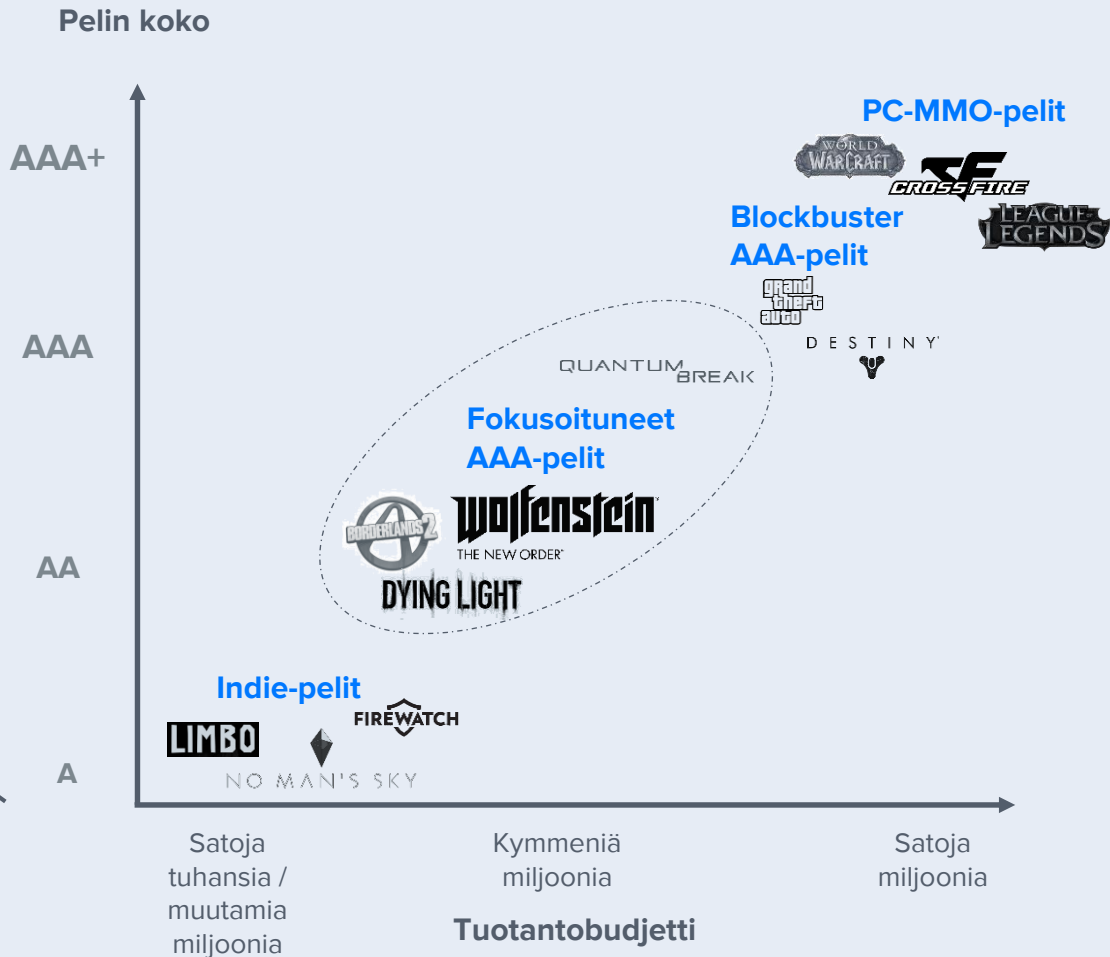 Pelin koko
AAA+
AAA
AA
A
PC-MMO-pelit
WORLD
WARCRAFT
CF
CROSSFIRE
LEAGUE
LEGENDS
Blockbuster
AAA-pelit
grand
theft
auto
DESTINY
QUANTUM
BREAK
Fokusoituneet
AAA-pelit
BORDERLANDS 2
Wolfenstein
THE NEW ORDER
DYING LIGHT
Indie-pelit
LIMBO
FIREWATCH
NO MAN'S SKY
Satoja
tuhansia /
muutamia
miljoonia
Kymmeniä
miljoonia
Satoja
miljoonia
Tuotantobudjetti